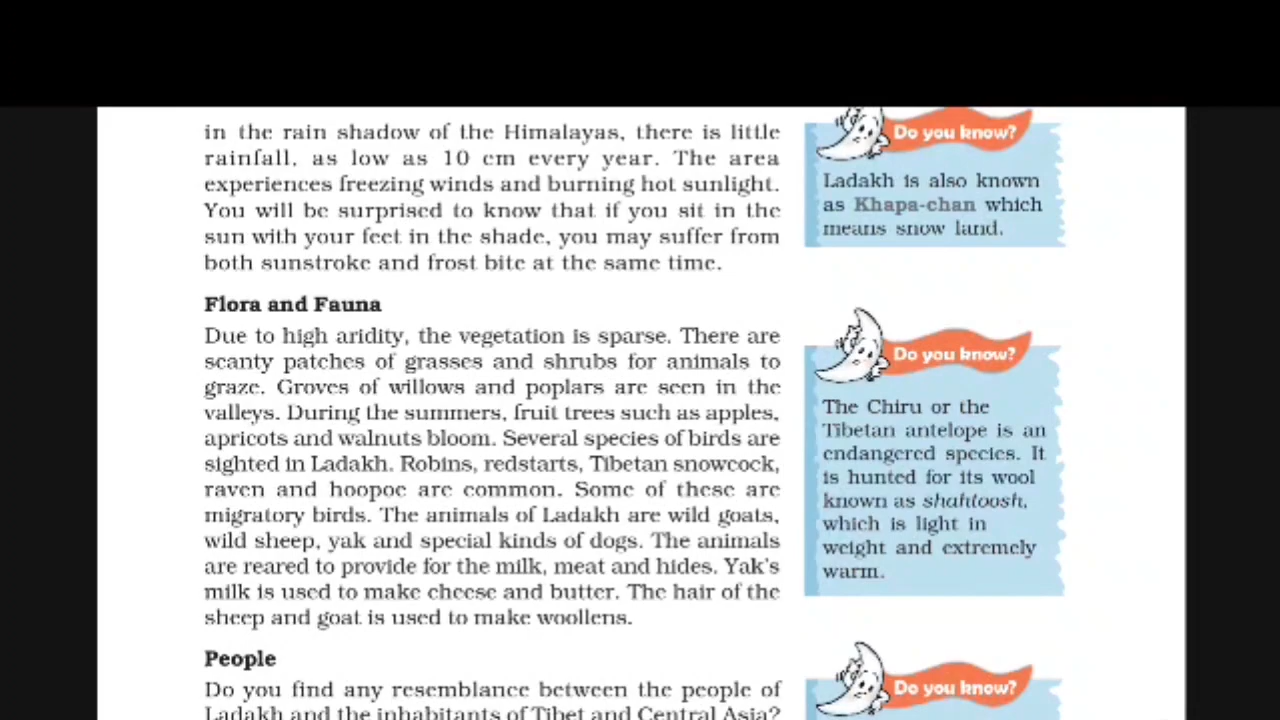 in the rain shadow of the Himalayas, there is little
rainfall, as low as 10 cm every year. The area
experiences freezing winds and burning hot sunlight.
You will be surprised to know that if you sit in the
sun with your feet in the shade, you may suffer from
both sunstroke and frost bite at the same time.
Flora and Fauna
Due to high aridity, the vegetation is sparse. There are
scanty patches of grasses and shrubs for animals to
graze. Groves of willows and poplars are seen in the
valleys. During the summers, fruit trees such as apples,
apricots and walnuts bloom. Several species of birds are
sighted in Ladakh. Robins, redstarts, Tibetan snowcock,
raven and hoopoe are common. Some of these are
migratory birds. The animals of Ladakh are wild goats,
wild sheep, yak and special kinds of dogs. The animals
are reared to provide for the milk, meat and hides. Yak's
milk is used to make cheese and butter. The hair of the
sheep and goat is used to make woollens.
People
Do you find any resemblance between the people of
Ladakh and the inhabitants of Tibet and Central Asia?
Do you know?
Ladakh is also known
as Khapa-chan which
means snow land.
Do you know?
The Chiru or the
Tibetan antelope is an
endangered species. It
is hunted for its wool
known as shahtoosh,
which is light in
weight and extremely
warm.
Do you know?